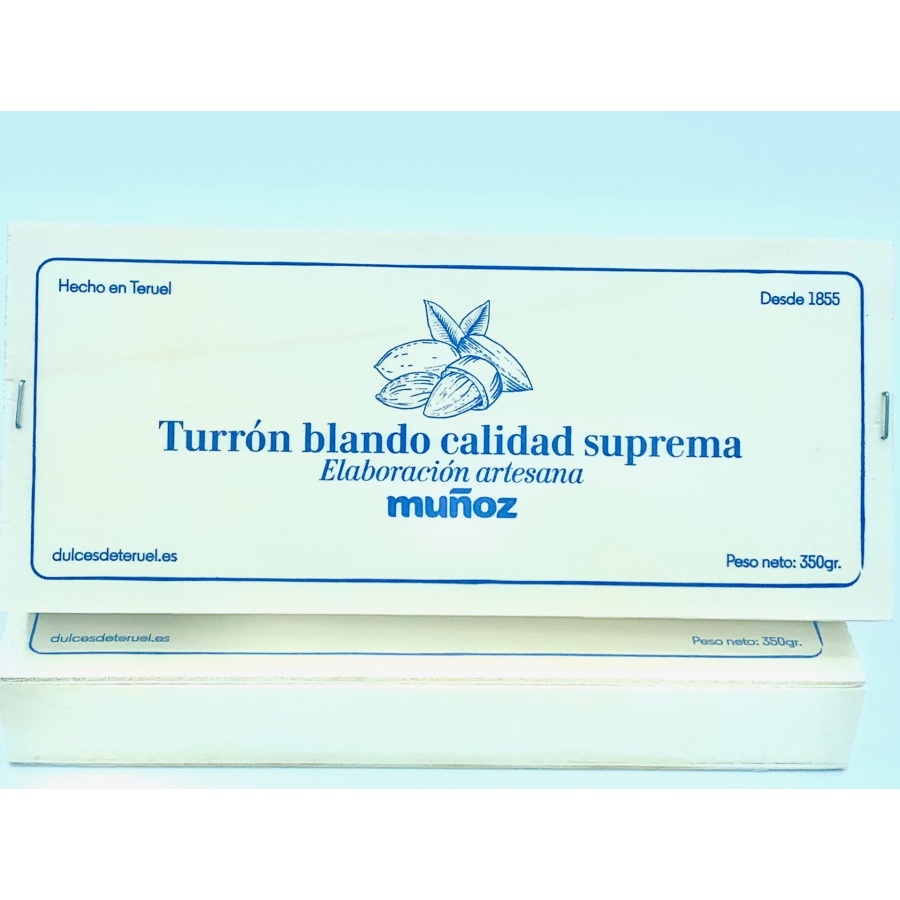 Hecho en Teruel
Desde 1855
Turrón blando calidad suprema
Elaboración artesana
muñoz
dulcesdeteruel.es
Peso neto: 350gr.
dulcesdeteruel.es
Peso neto: 350gr.